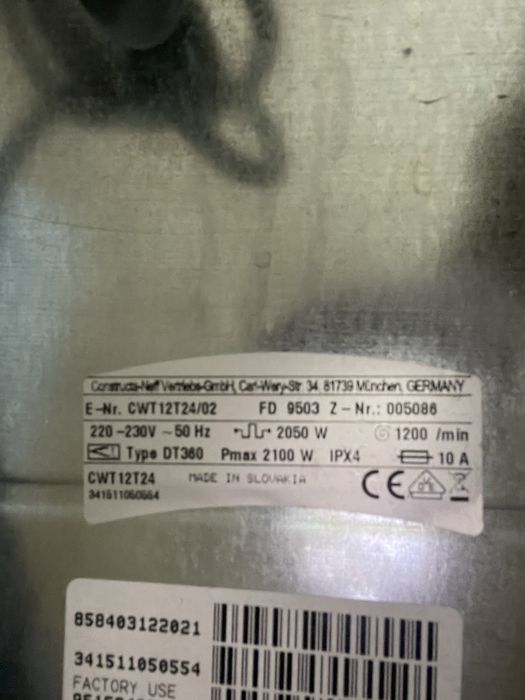 Constructa-Neff Vertriebs-GmbH, Carl-Wery-Str. 34, 81739 München, GERMANY
E-Nr. CWT12T24/02 FD 9503 Z-Nr.: 005086
220-230V ~ 50 Hz 2050 W 1200 /min
Type DT360 Pmax 2100 W IPX4 10 A
CWT12T24 MADE IN SLOVAKIA
341511050554
CE
858403122021
341511050554
FACTORY USE